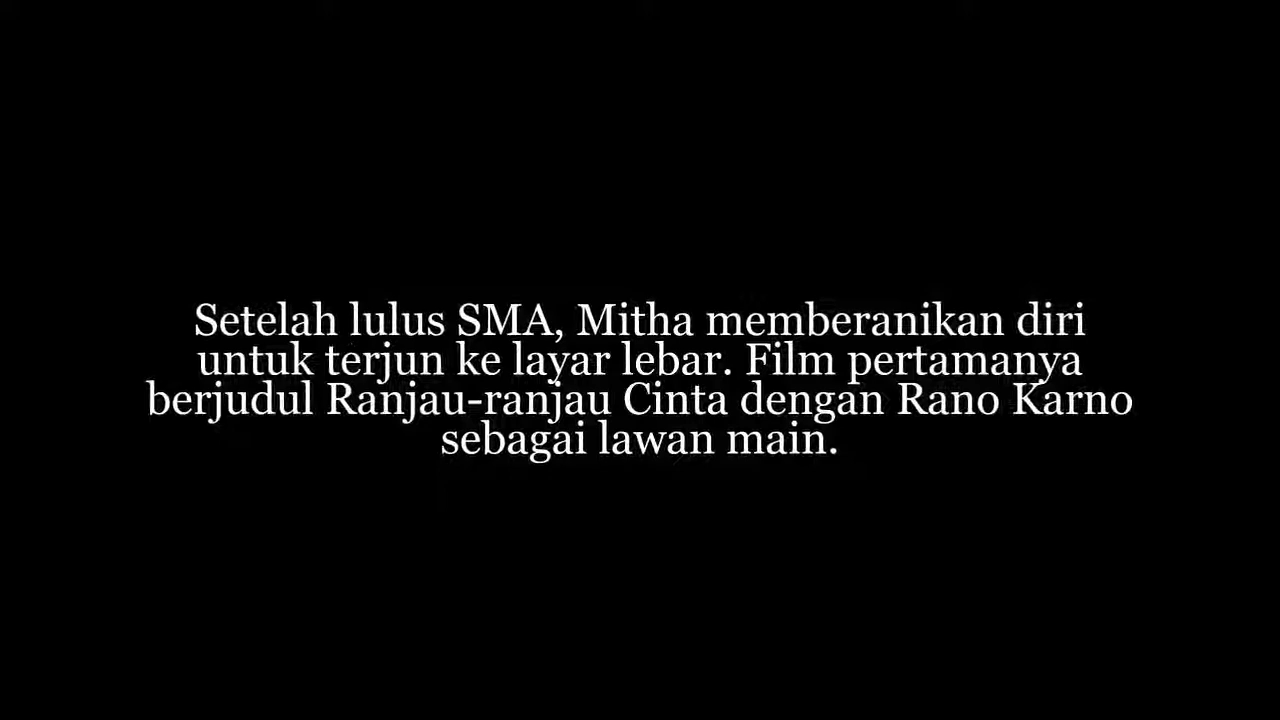 Setelah lulus SMA, Mitha memberanikan diri
untuk terjun ke layar lebar. Film pertamanya
berjudul Ranjau-ranjau Cinta dengan Rano Karno
sebagai lawan main.